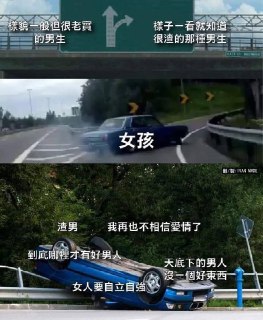 樣貌一般但很老實
的男生
樣子一看就知道
很渣的那種男生
女孩
渣男
我再也不相信愛情了
到底哪裡才有好男人
天底下的男人
沒一個好東西
女人要自立自強